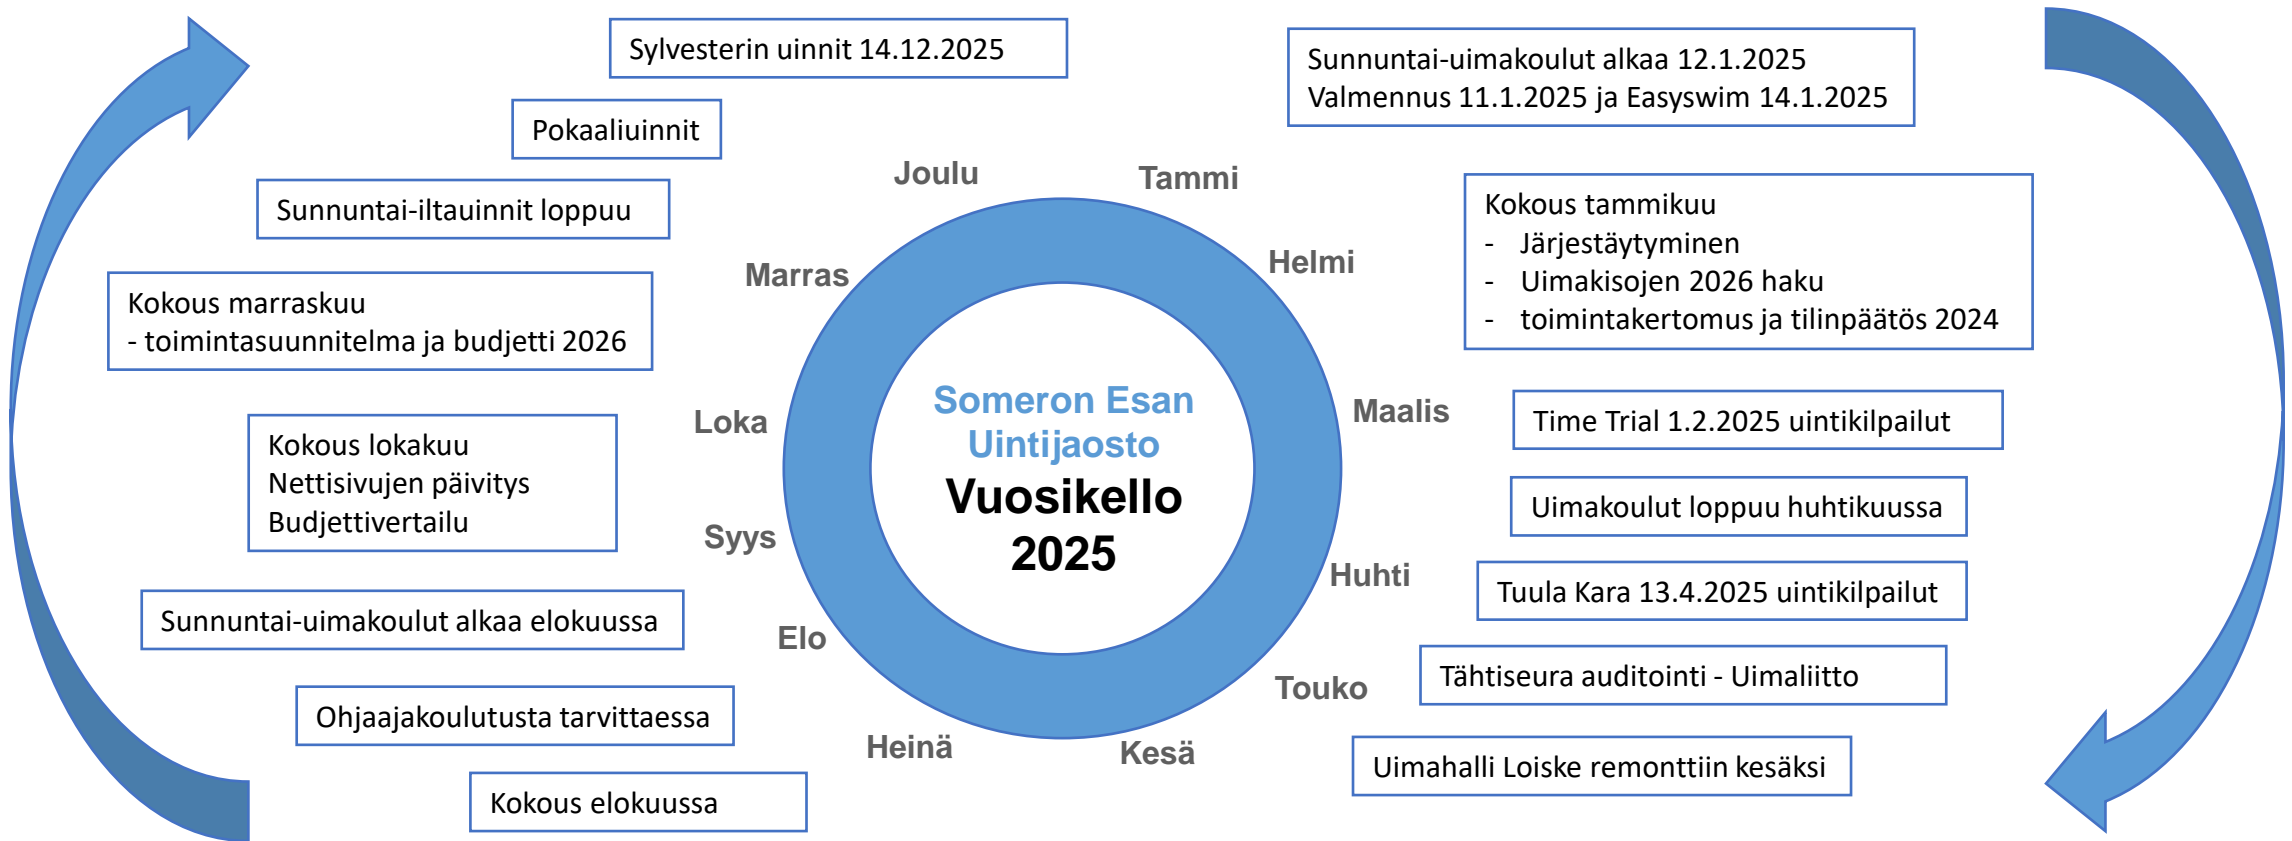 Sylvesterin uinnit 14.12.2025
Pokaaliuinnit
Sunnuntai-iltauinnit loppuu
Kokous marraskuu
- toimintasuunnitelma ja budjetti 2026
Kokous lokakuu
Nettisivujen päivitys
Budjettivertailu
Sunnuntai-uimakoulut alkaa elokuussa
Ohjaajakoulutusta tarvittaessa
Kokous elokuussa
Joulu
Tammi
Helmi
Marras
Maalis
Loka
Syys
Huhti
Elo
Touko
Heinä
Kesä
Someron Esan
Uintijaosto
Vuosikello
2025
Sunnuntai-uimakoulut alkaa 12.1.2025
Valmennus 11.1.2025 ja Easyswim 14.1.2025
Kokous tammikuu
- Järjestäytyminen
- Uimakisojen 2026 haku
- toimintakertomus ja tilinpäätös 2024
Time Trial 1.2.2025 uintikilpailut
Uimakoulut loppuu huhtikuussa
Tuula Kara 13.4.2025 uintikilpailut
Tähtiseura auditointi - Uimaliitto
Uimahalli Loiske remonttiin kesäksi